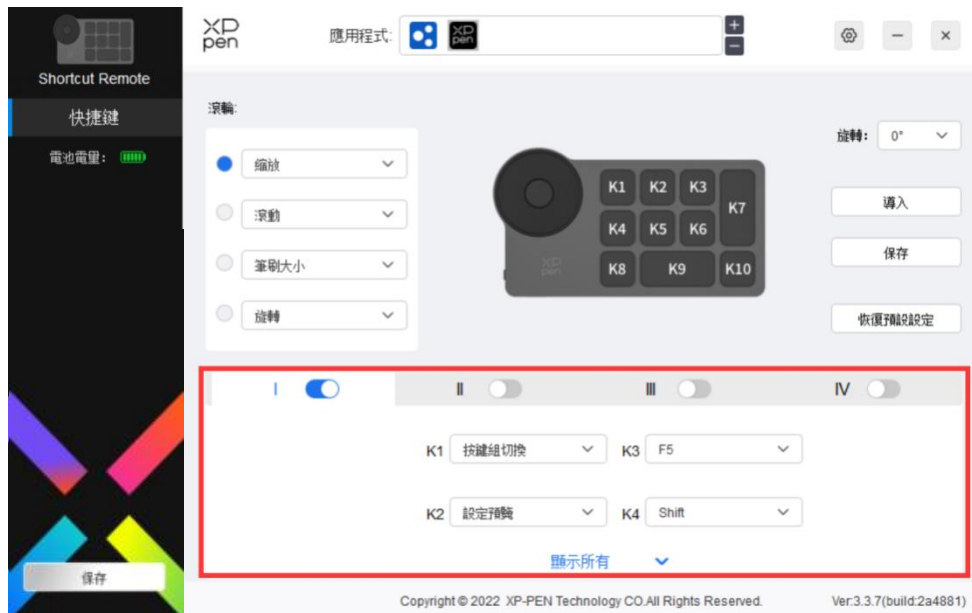 Shortcut Remote
快捷鍵
電池電量：
XP
pen
應用程式:
XP
pen
滾輪:
缩放
滾動
筆刷大小
旋轉
K1 K2 K3
K7
K4 K5 K6
XP
pen
K8 K9 K10
旋轉： 0°
導入
保存
恢復預設設定
I II III IV
K1 按鍵組切換 K3 F5
K2 設定預覽 K4 Shift
顯示所有
保存
Copyright © 2022 XP-PEN Technology CO.All Rights Reserved. Ver:3.3.7(build:2a4881)